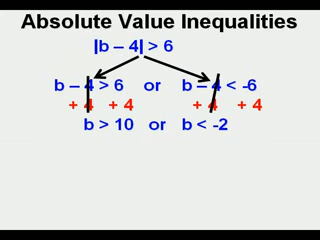 Absolute Value Inequalities
|b – 4| > 6
b – 4 > 6 or b – 4 < -6
+ 4 + 4 + 4 + 4
b > 10 or b < -2